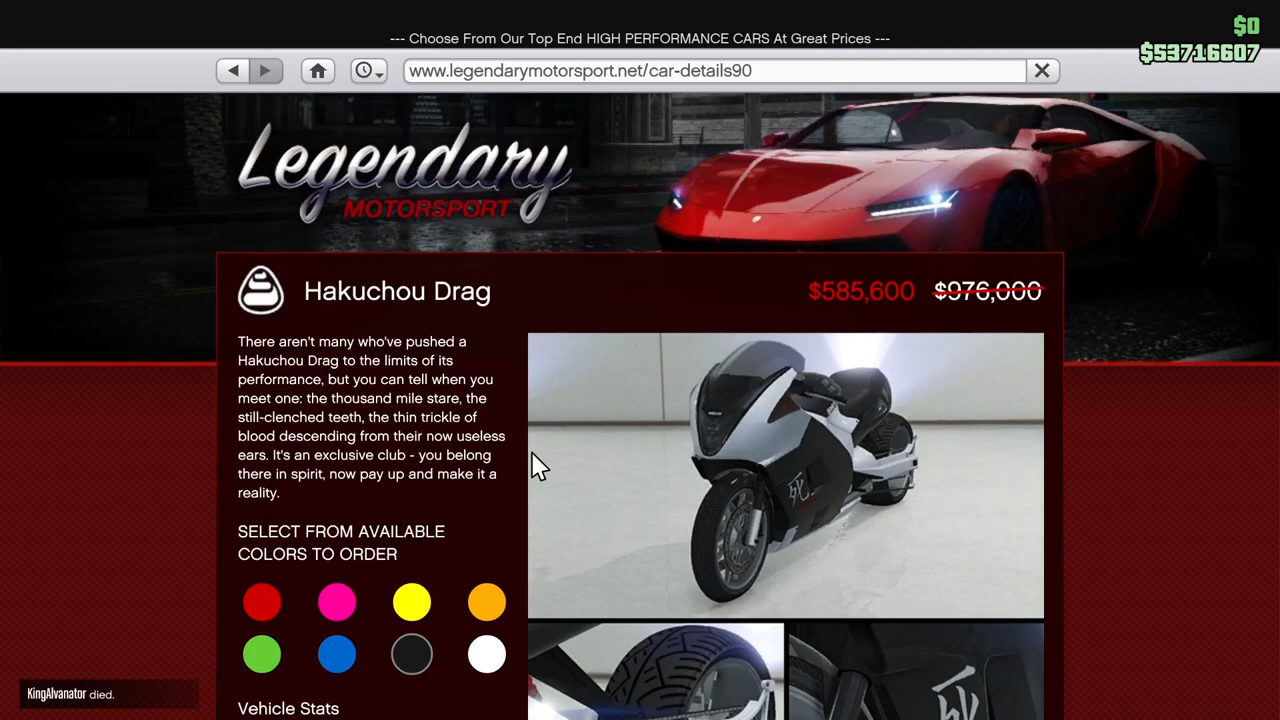 --- Choose From Our Top End HIGH PERFORMANCE CARS At Great Prices ---
$0
$53716607
www.legendarymotorsport.net/car-details90
Legendary
MOTORSPORT
Hakuchou Drag
$585,600 $976,000
There aren't many who've pushed a
Hakuchou Drag to the limits of its
performance, but you can tell when you
meet one: the thousand mile stare, the
still-clenched teeth, the thin trickle of
blood descending from their now useless
ears. It's an exclusive club - you belong
there in spirit, now pay up and make it a
reality.
死
SELECT FROM AVAILABLE
COLORS TO ORDER
死
KingAlvanator died.
Vehicle Stats